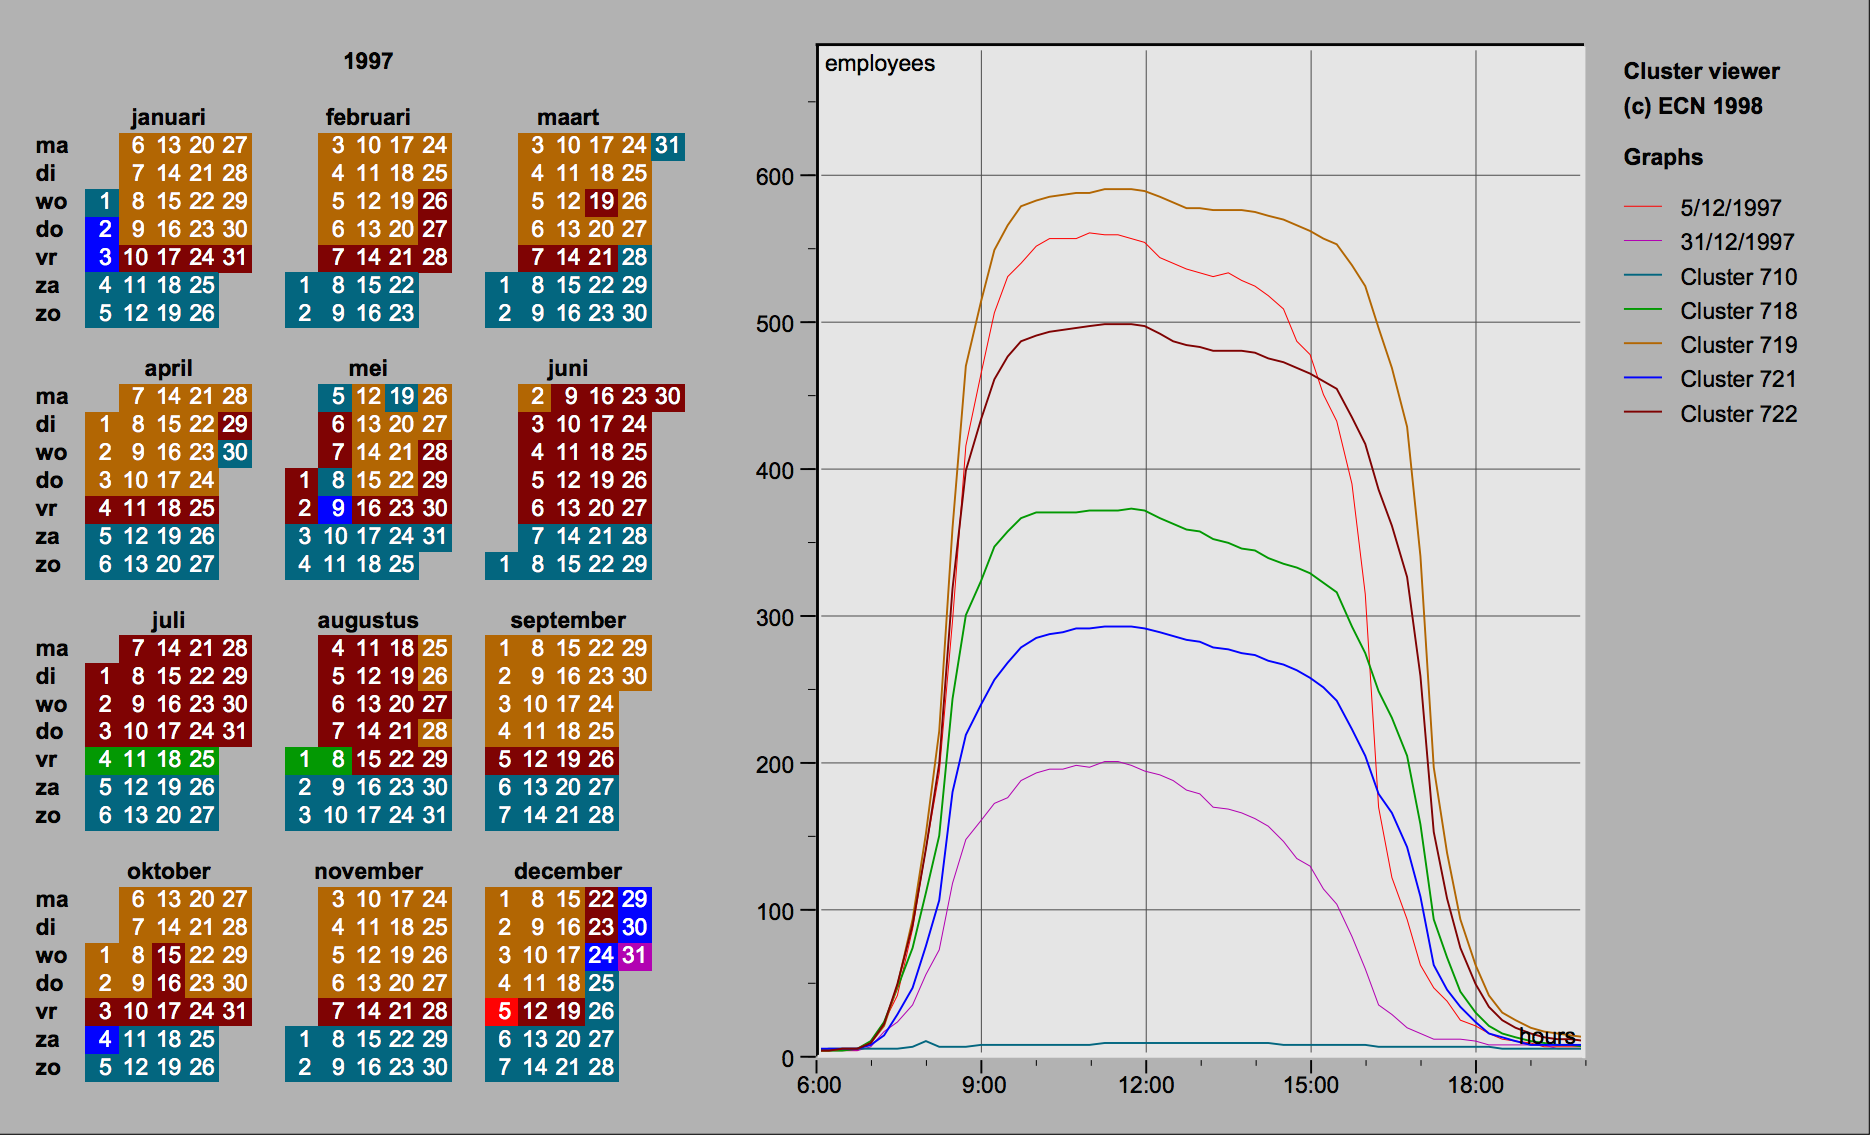 1997
januari februari maart
ma 6 13 20 27 3 10 17 24 3 10 17 24 31
di 7 14 21 28 4 11 18 25 4 11 18 25
wo 1 8 15 22 29 5 12 19 26 5 12 19 26
do 2 9 16 23 30 6 13 20 27 6 13 20 27
vr 3 10 17 24 31 7 14 21 28 7 14 21 28
za 4 11 18 25 1 8 15 22 1 8 15 22 29
zo 5 12 19 26 2 9 16 23 2 9 16 23 30
april mei juni
ma 7 14 21 28 5 12 19 26 2 9 16 23 30
di 1 8 15 22 29 6 13 20 27 3 10 17 24
wo 2 9 16 23 30 7 14 21 28 4 11 18 25
do 3 10 17 24 1 8 15 22 29 5 12 19 26
vr 4 11 18 25 2 9 16 23 30 6 13 20 27
za 5 12 19 26 3 10 17 24 31 7 14 21 28
zo 6 13 20 27 4 11 18 25 1 8 15 22 29
juli augustus september
ma 7 14 21 28 4 11 18 25 1 8 15 22 29
di 1 8 15 22 29 5 12 19 26 2 9 16 23 30
wo 2 9 16 23 30 6 13 20 27 3 10 17 24
do 3 10 17 24 31 7 14 21 28 4 11 18 25
vr 4 11 18 25 1 8 15 22 29 5 12 19 26
za 5 12 19 26 2 9 16 23 30 6 13 20 27
zo 6 13 20 27 3 10 17 24 31 7 14 21 28
oktober november december
ma 6 13 20 27 3 10 17 24 1 8 15 22 29
di 7 14 21 28 4 11 18 25 2 9 16 23 30
wo 1 8 15 22 29 5 12 19 26 3 10 17 24 31
do 2 9 16 23 30 6 13 20 27 4 11 18 25
vr 3 10 17 24 31 7 14 21 28 5 12 19 26
za 4 11 18 25 1 8 15 22 29 6 13 20 27
zo 5 12 19 26 2 9 16 23 30 7 14 21 28
employees
600
500
400
300
200
100
0
hours
6:00 9:00 12:00 15:00 18:00
Cluster viewer
(c) ECN 1998
Graphs
5/12/1997
31/12/1997
Cluster 710
Cluster 718
Cluster 719
Cluster 721
Cluster 722